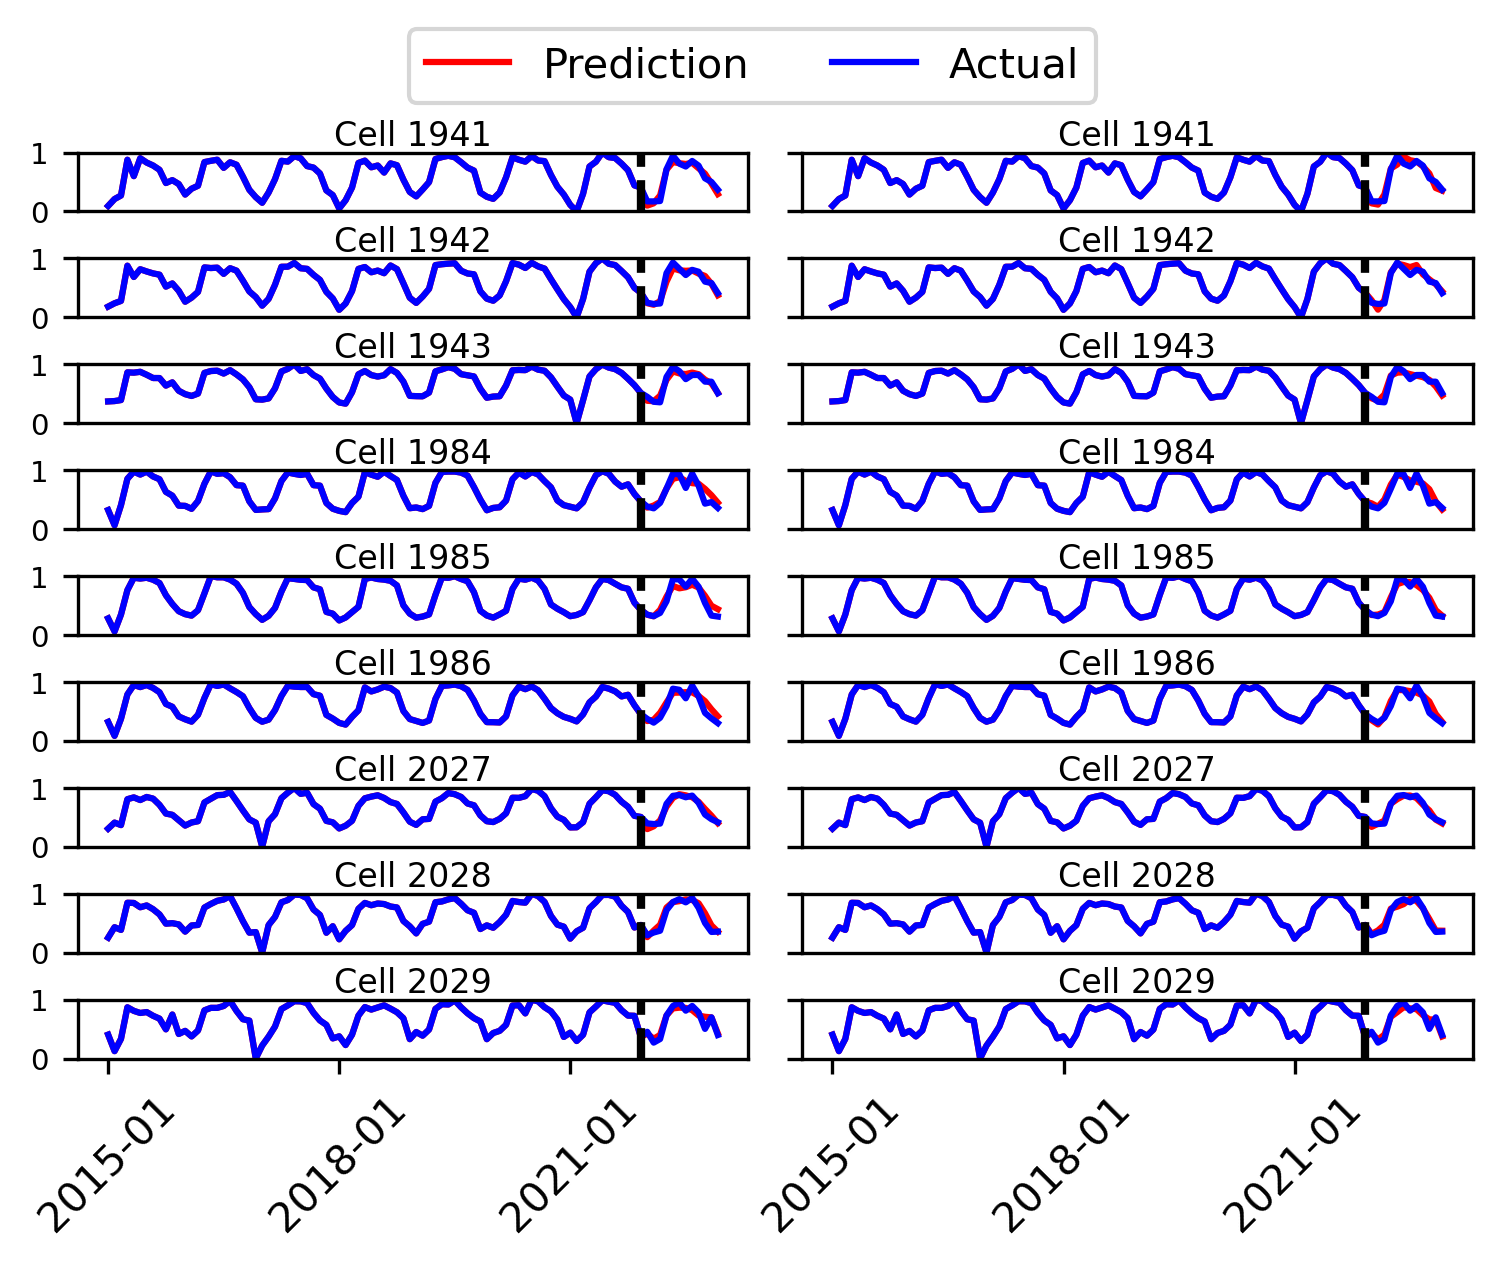 Prediction Actual
Cell 1941 Cell 1941
1
0
Cell 1942 Cell 1942
1
0
Cell 1943 Cell 1943
1
0
Cell 1984 Cell 1984
1
0
Cell 1985 Cell 1985
1
0
Cell 1986 Cell 1986
1
0
Cell 2027 Cell 2027
1
0
Cell 2028 Cell 2028
1
0
Cell 2029 Cell 2029
1
0
2015-01 2018-01 2021-01 2015-01 2018-01 2021-01